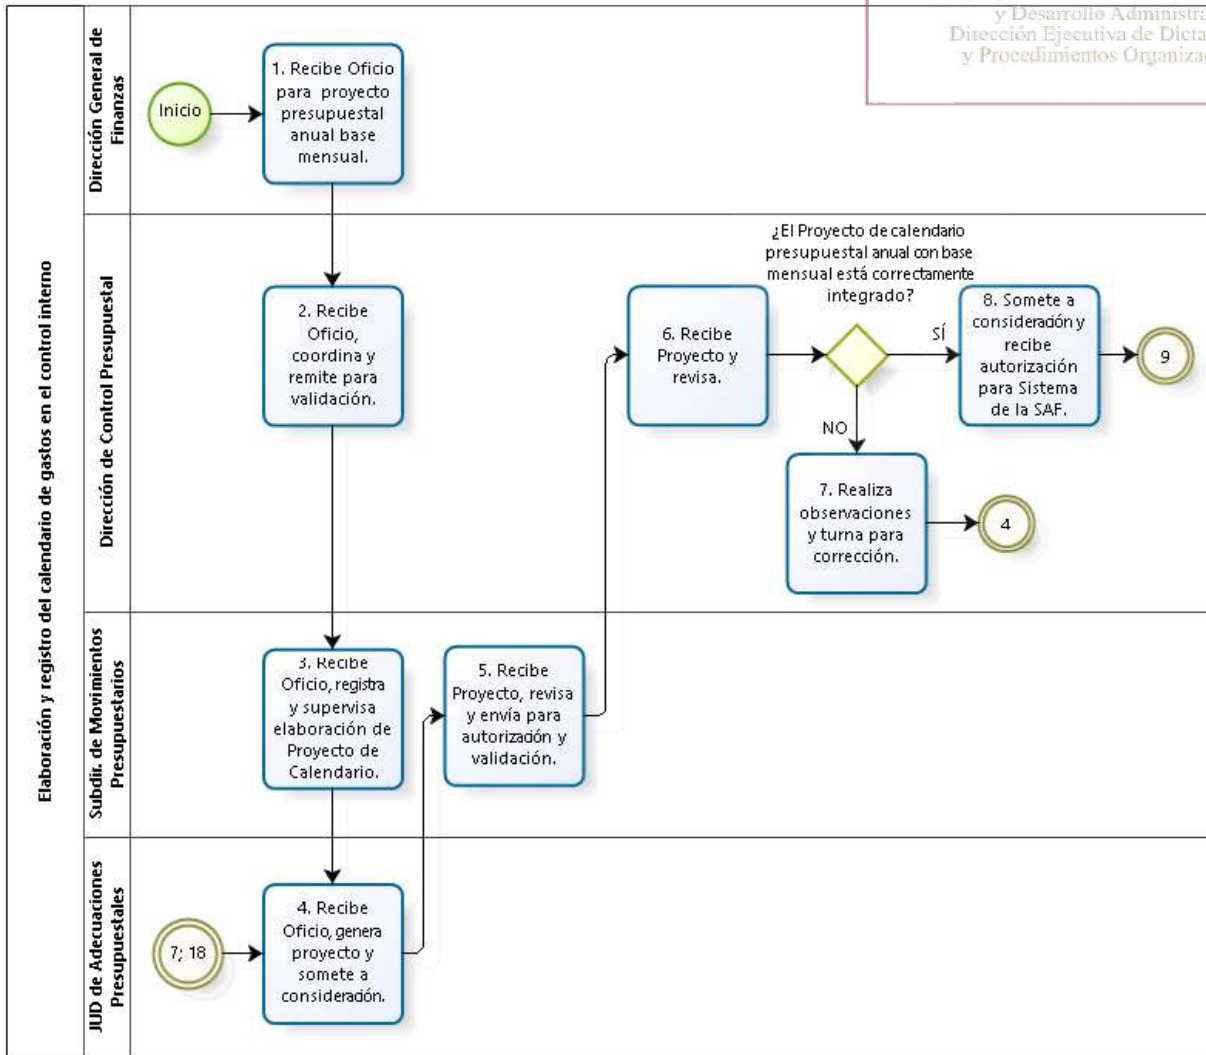 y Desarrollo Administra
Dirección Ejecutiva de Dicta
y Procedimientos Organiza
Elaboración y registro del calendario de gastos en el control interno
Dirección General de
Finanzas
Inicio
1. Recibe Oficio
para proyecto
presupuestal
anual base
mensual.
Dirección de Control Presupuestal
2. Recibe
Oficio,
coordina y
remite para
validación.
6. Recibe
Proyecto y
revisa.
¿El Proyecto de calendario
presupuestal anual con base
mensual está correctamente
integrado?
SÍ
NO
8. Somete a
consideración y
recibe
autorización
para Sistema
de la SAF.
9
7. Realiza
observaciones
y turna para
corrección.
4
Subdir. de Movimientos
Presupuestarios
3. Recibe
Oficio, registra
y supervisa
elaboración de
Proyecto de
Calendario.
5. Recibe
Proyecto, revisa
y envía para
autorización y
validación.
JUD de Adecuaciones
Presupuestales
7; 18
4. Recibe
Oficio, genera
proyecto y
somete a
consideración.